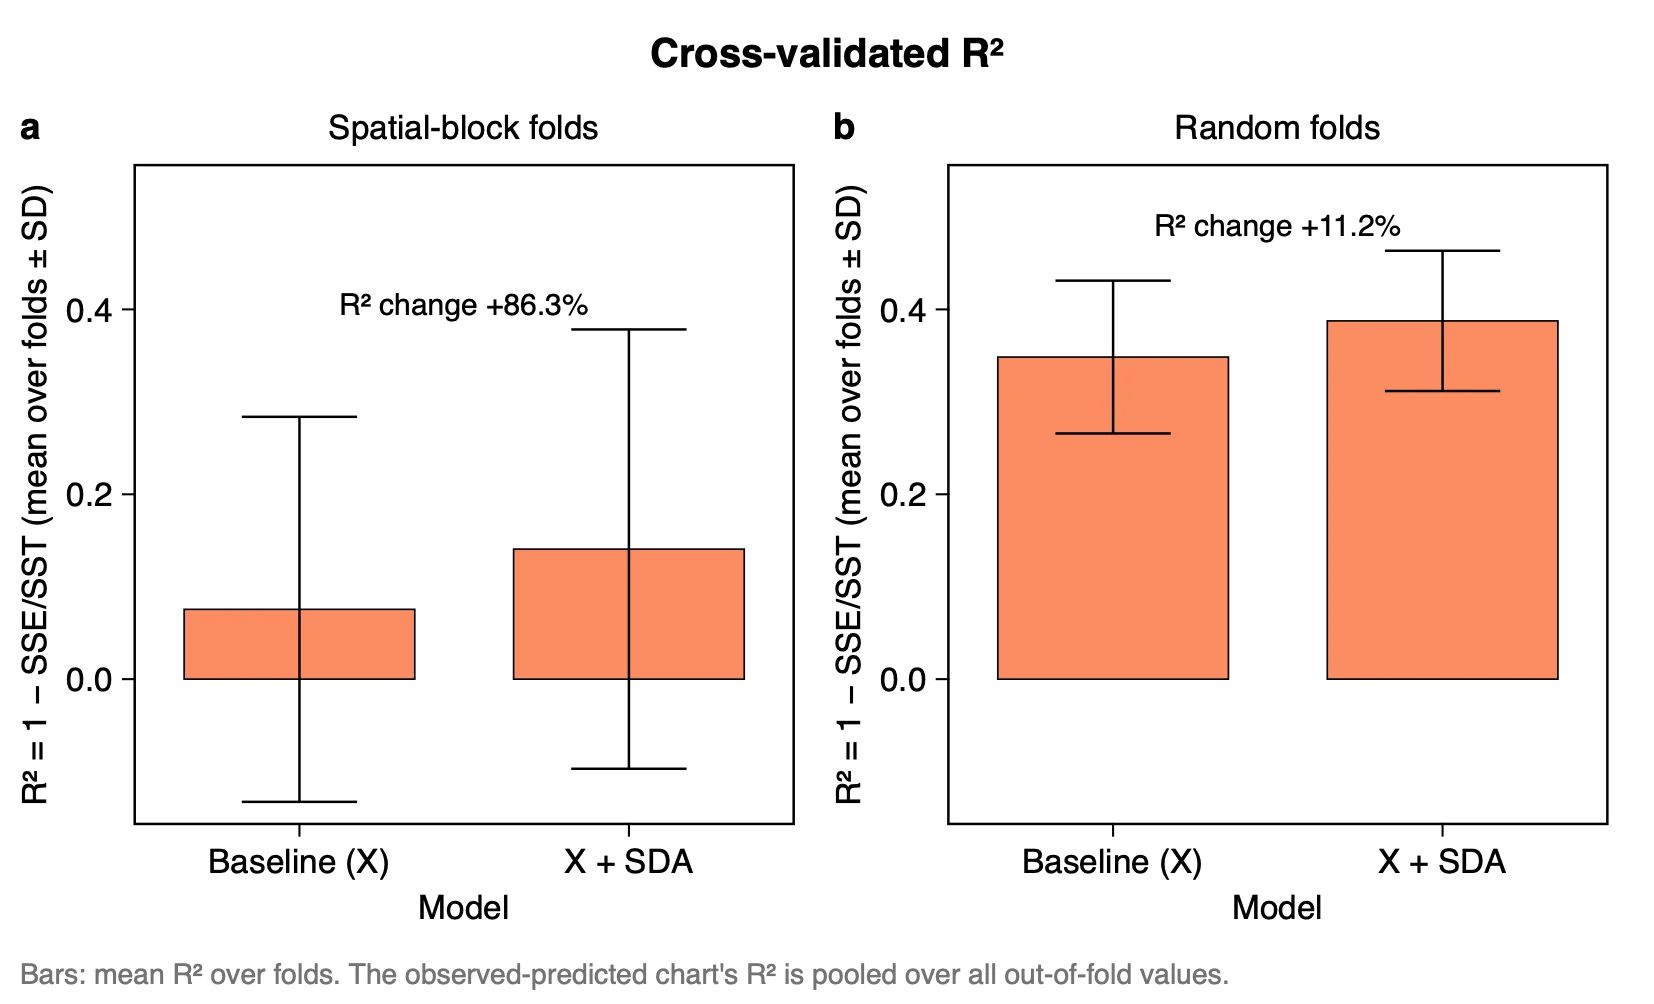 Cross-validated R²
a
Spatial-block folds
R² = 1 − SSE/SST (mean over folds ± SD)
0.4
0.2
0.0
R² change +86.3%
Baseline (X)
X + SDA
Model
b
Random folds
R² = 1 − SSE/SST (mean over folds ± SD)
0.4
0.2
0.0
R² change +11.2%
Baseline (X)
X + SDA
Model
Bars: mean R² over folds. The observed-predicted chart's R² is pooled over all out-of-fold values.